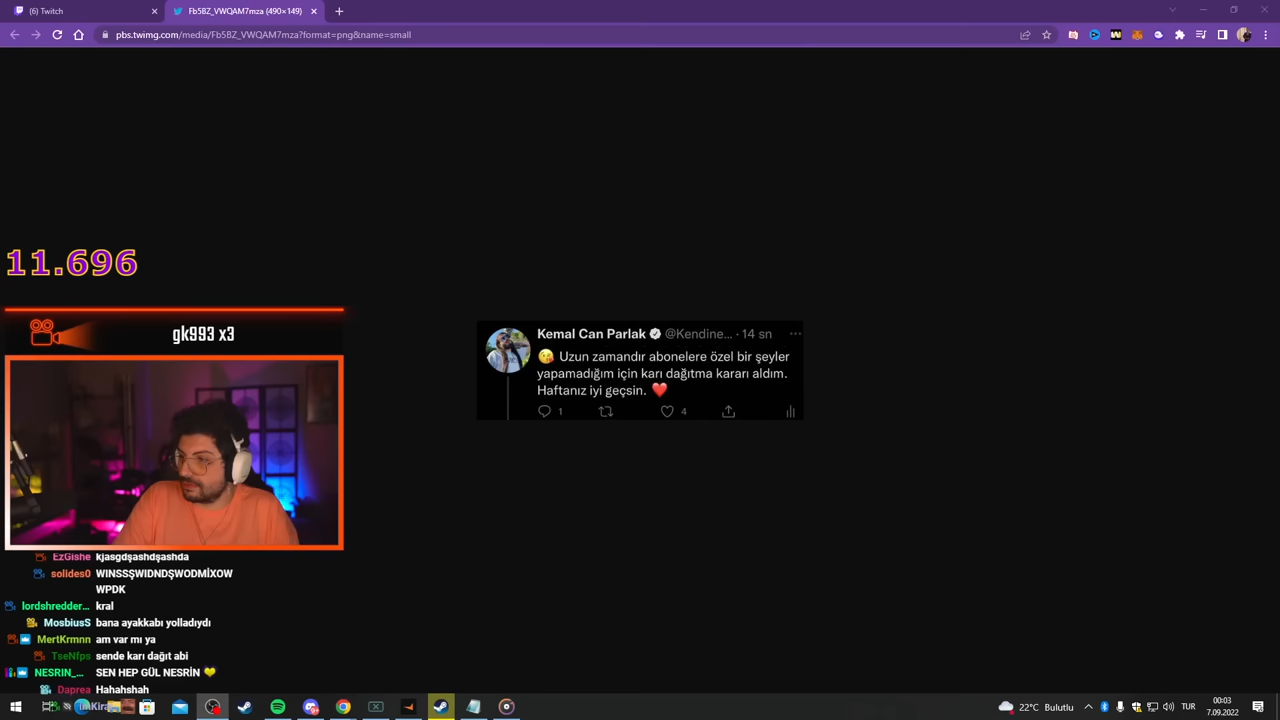 (6) Twitch
Fb5BZ_VWQAM7mza (490×149)
pbs.twimg.com/media/Fb5BZ_VWQAM7mza?format=png&name=small
11.696
gk993 x3
Kemal Can Parlak @Kendine... · 14 sn
😘 Uzun zamandır abonelere özel bir şeyler
yapamadığım için karı dağıtma kararı aldım.
Haftanız iyi geçsin. ❤️
1 4
EzGishe kjasgdşashdşashda
solides0 WINSSŞWIDNDŞWODMİXOW
WPDK
lordshredder... kral
MosbiusS bana ayakkabı yolladıydı
MertKrmnn am var mı ya
TseNfps sende karı dağıt abi
NESRIN_... SEN HEP GÜL NESRİN 💛
Daprea Hahahshah
22°C Bulutlu
TUR
00:03
7.09.2022